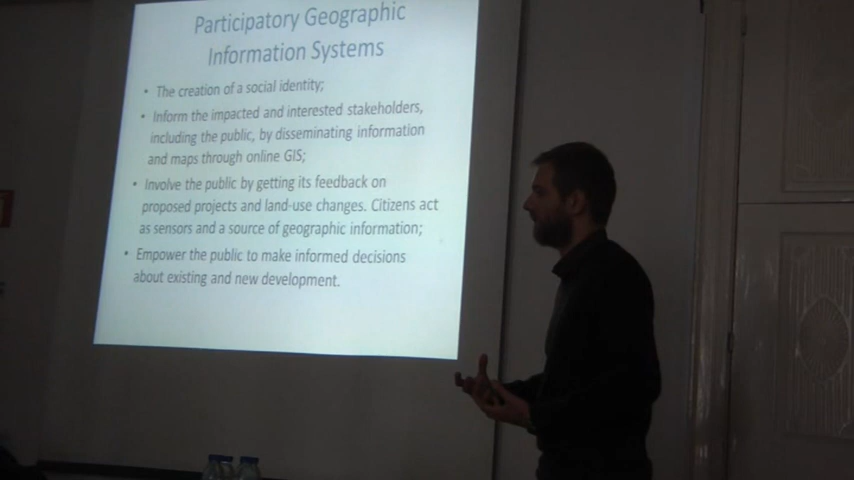 Participatory Geographic
Information Systems
• The creation of a social identity;
• Inform the impacted and interested stakeholders,
including the public, by disseminating information
and maps through online GIS;
• Involve the public by getting its feedback on
proposed projects and land-use changes. Citizens act
as sensors and a source of geographic information;
• Empower the public to make informed decisions
about existing and new development.